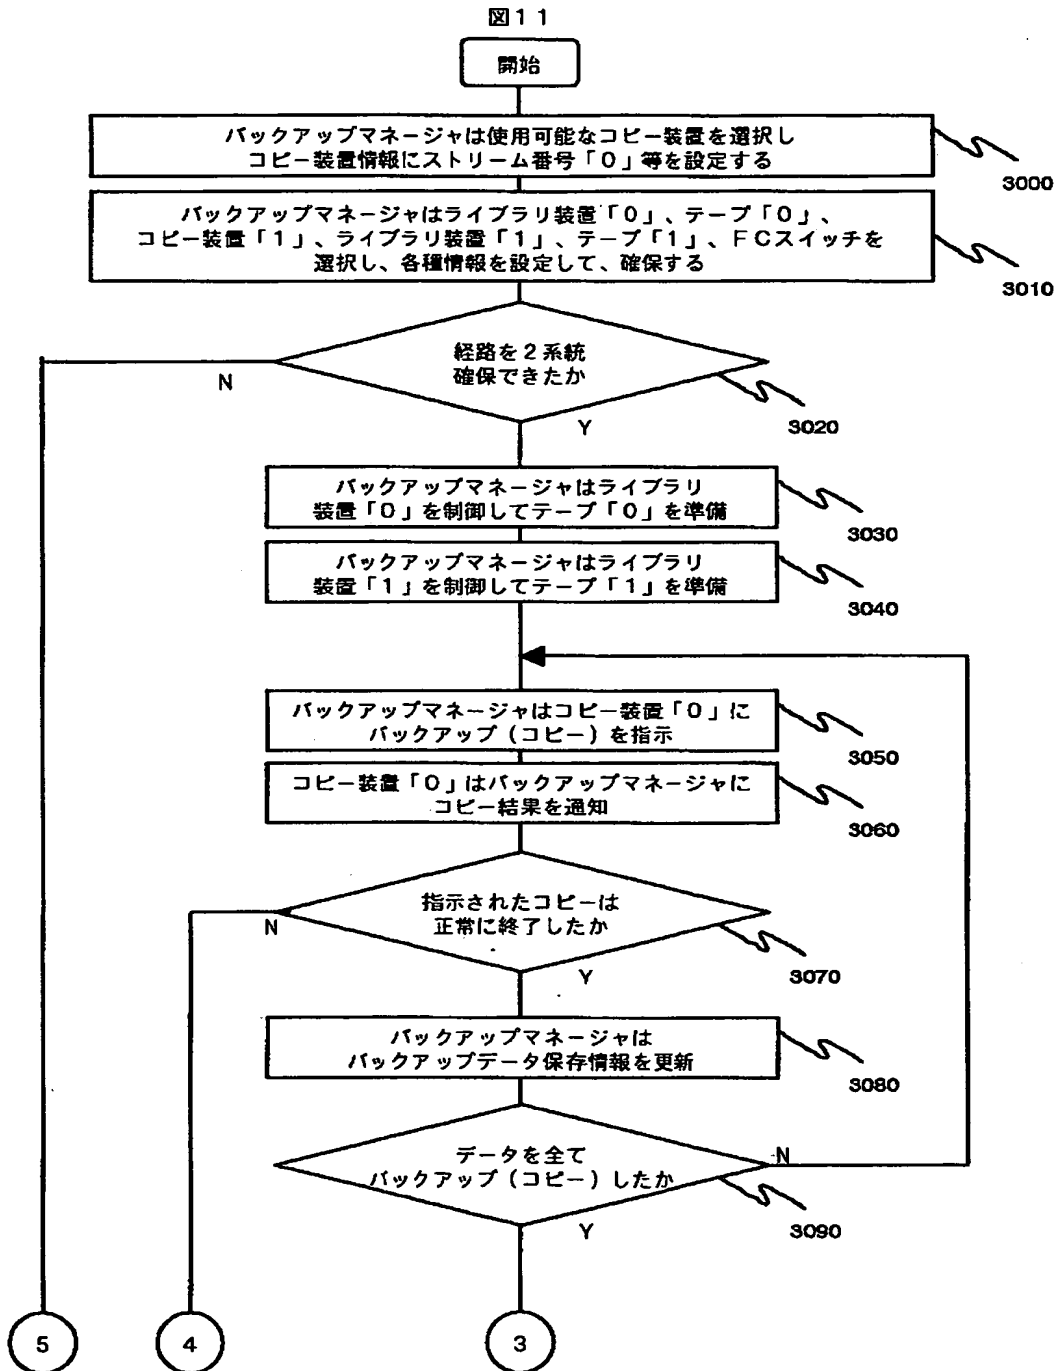 図11
開始
バックアップマネージャは使用可能なコピー装置を選択し
コピー装置情報にストリーム番号「0」等を設定する
3000
バックアップマネージャはライブラリ装置「0」、テープ「0」、
コピー装置「1」、ライブラリ装置「1」、テープ「1」、FCスイッチを
選択し、各種情報を設定して、確保する
3010
経路を2系統
確保できたか
N
Y
3020
バックアップマネージャはライブラリ
装置「0」を制御してテープ「0」を準備
3030
バックアップマネージャはライブラリ
装置「1」を制御してテープ「1」を準備
3040
バックアップマネージャはコピー装置「0」に
バックアップ(コピー)を指示
3050
コピー装置「0」はバックアップマネージャに
コピー結果を通知
3060
指示されたコピーは
正常に終了したか
N
Y
3070
バックアップマネージャは
バックアップデータ保存情報を更新
3080
データを全て
バックアップ(コピー)したか
N
Y
3090
5
4
3